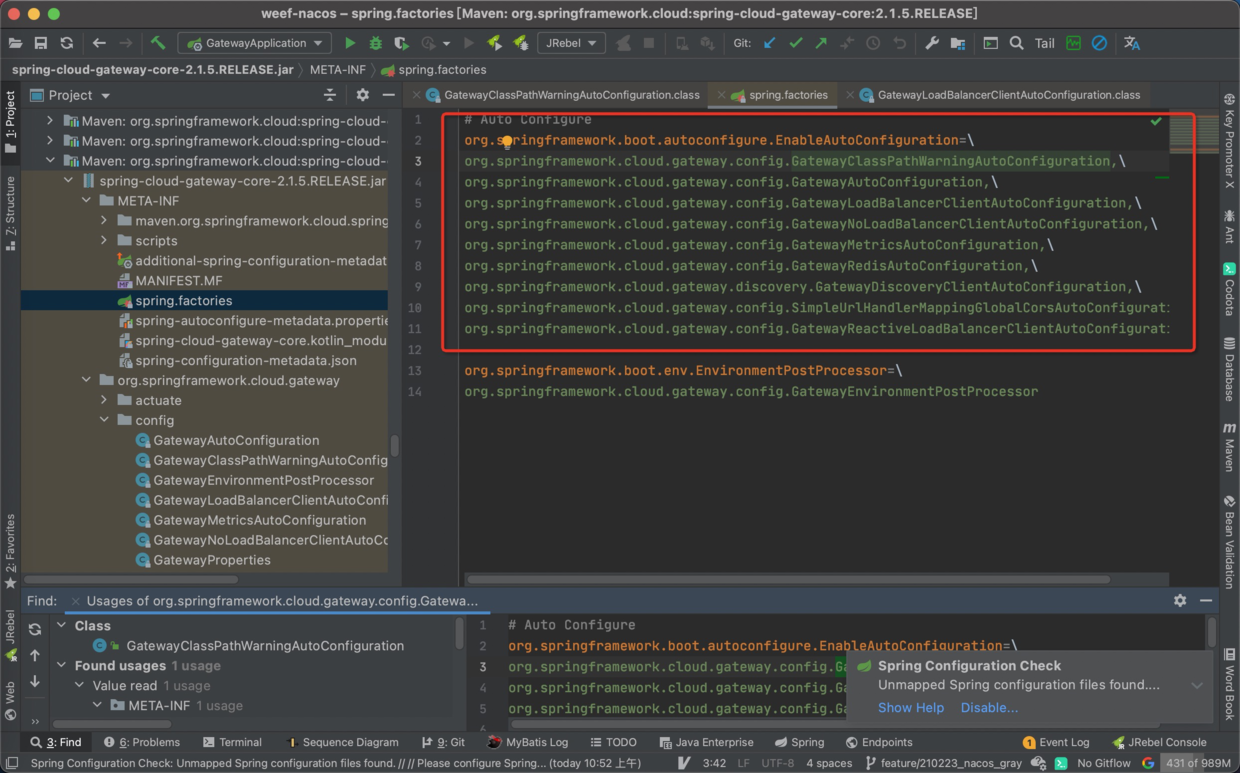 weef-nacos – spring.factories [Maven: org.springframework.cloud:spring-cloud-gateway-core:2.1.5.RELEASE]
GatewayApplication
JRebel
Git:
Tail
spring-cloud-gateway-core-2.1.5.RELEASE.jar
META-INF
spring.factories
1: Project
Z: Structure
2: Favorites
JRebel
Web
Project
Maven: org.springframework.cloud:spring-cloud-
Maven: org.springframework.cloud:spring-cloud-
Maven: org.springframework.cloud:spring-cloud-
spring-cloud-gateway-core-2.1.5.RELEASE.jar
META-INF
maven.org.springframework.cloud.spring
scripts
additional-spring-configuration-metadat
MANIFEST.MF
spring.factories
spring-autoconfigure-metadata.propertie
spring-cloud-gateway-core.kotlin_modu
spring-configuration-metadata.json
org.springframework.cloud.gateway
actuate
config
GatewayAutoConfiguration
GatewayClassPathWarningAutoConfig
GatewayEnvironmentPostProcessor
GatewayLoadBalancerClientAutoConfi
GatewayMetricsAutoConfiguration
GatewayNoLoadBalancerClientAutoCo
GatewayProperties
GatewayClassPathWarningAutoConfiguration.class
spring.factories
GatewayLoadBalancerClientAutoConfiguration.class
1 # Auto Configure
2 org.springframework.boot.autoconfigure.EnableAutoConfiguration=\
3 org.springframework.cloud.gateway.config.GatewayClassPathWarningAutoConfiguration,\
4 org.springframework.cloud.gateway.config.GatewayAutoConfiguration,\
5 org.springframework.cloud.gateway.config.GatewayLoadBalancerClientAutoConfiguration,\
6 org.springframework.cloud.gateway.config.GatewayNoLoadBalancerClientAutoConfiguration,\
7 org.springframework.cloud.gateway.config.GatewayMetricsAutoConfiguration,\
8 org.springframework.cloud.gateway.config.GatewayRedisAutoConfiguration,\
9 org.springframework.cloud.gateway.discovery.GatewayDiscoveryClientAutoConfiguration,\
10 org.springframework.cloud.gateway.config.SimpleUrlHandlerMappingGlobalCorsAutoConfigurati
11 org.springframework.cloud.gateway.config.GatewayReactiveLoadBalancerClientAutoConfigurati
12
13 org.springframework.boot.env.EnvironmentPostProcessor=\
14 org.springframework.cloud.gateway.config.GatewayEnvironmentPostProcessor
Key Promoter X
Ant
Codota
Database
Maven
Bean Validation
Word Book
Find:
Usages of org.springframework.cloud.gateway.config.Gatewa...
Class
GatewayClassPathWarningAutoConfiguration
Found usages 1 usage
Value read 1 usage
META-INF 1 usage
1 # Auto Configure
2 org.springframework.boot.autoconfigure.EnableAutoConfiguration=\
3 org.springframework.cloud.gateway.config.Ga
4 org.springframework.cloud.gateway.config.Ga
5 org.springframework.cloud.gateway.config.Ga
Spring Configuration Check
Unmapped Spring configuration files found....
Show Help Disable...
3: Find
6: Problems
Terminal
Sequence Diagram
9: Git
MyBatis Log
TODO
Java Enterprise
Spring
Endpoints
1 Event Log
JRebel Console
Spring Configuration Check: Unmapped Spring configuration files found. // // Please configure Spring... (today 10:52 上午)
3:42
LF
UTF-8
4 spaces
feature/210223_nacos_gray
No Gitflow
431 of 989M